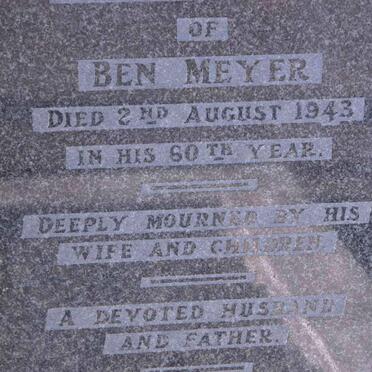 OF
BEN MEYER
DIED 2ND AUGUST 1943
IN HIS 60TH YEAR.
DEEPLY MOURNED BY HIS
WIFE AND CHILDREN.
A DEVOTED HUSBAND
AND FATHER.